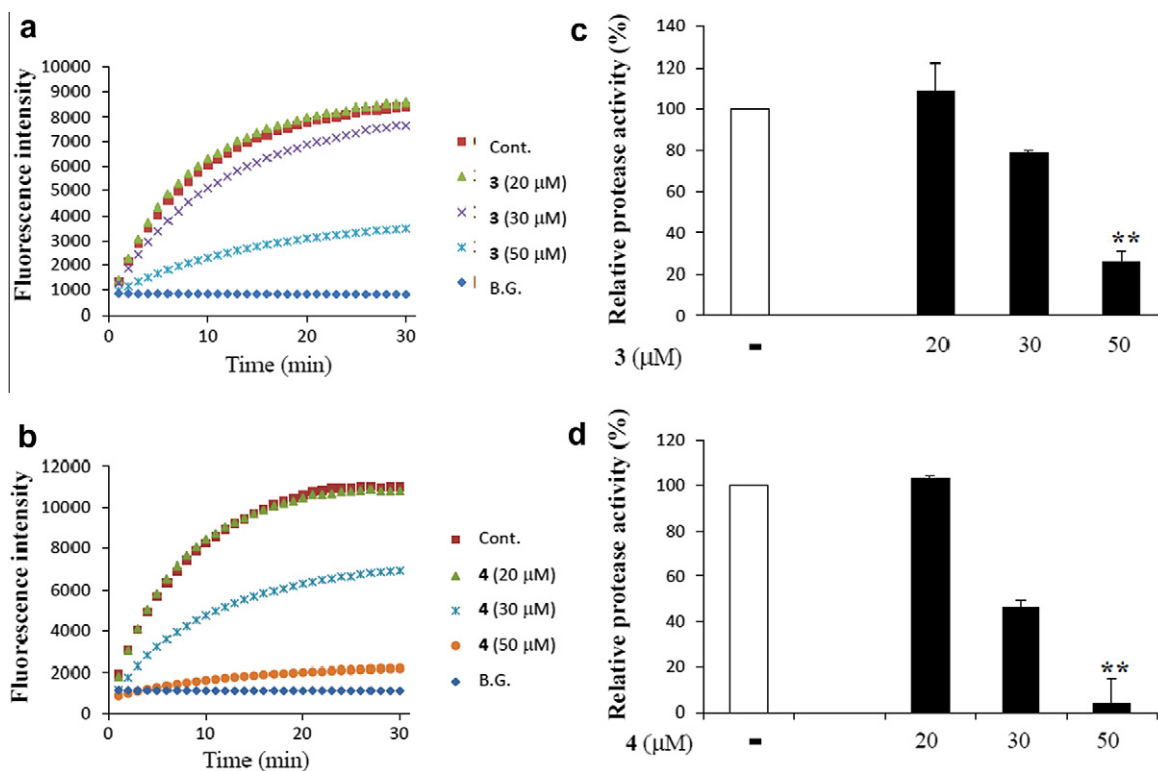 a
Fluorescence intensity
10000
9000
8000
7000
6000
5000
4000
3000
2000
1000
0
0 10 20 30
Time (min)
Cont.
3 (20 μM)
3 (30 μM)
3 (50 μM)
B.G.
c
Relative protease activity (%)
140
120
100
80
60
40
20
0
**
- 20 30 50
3 (μM)
b
Fluorescence intensity
12000
10000
8000
6000
4000
2000
0
0 10 20 30
Time (min)
Cont.
4 (20 μM)
4 (30 μM)
4 (50 μM)
B.G.
d
Relative protease activity (%)
120
100
80
60
40
20
0
**
- 20 30 50
4 (μM)